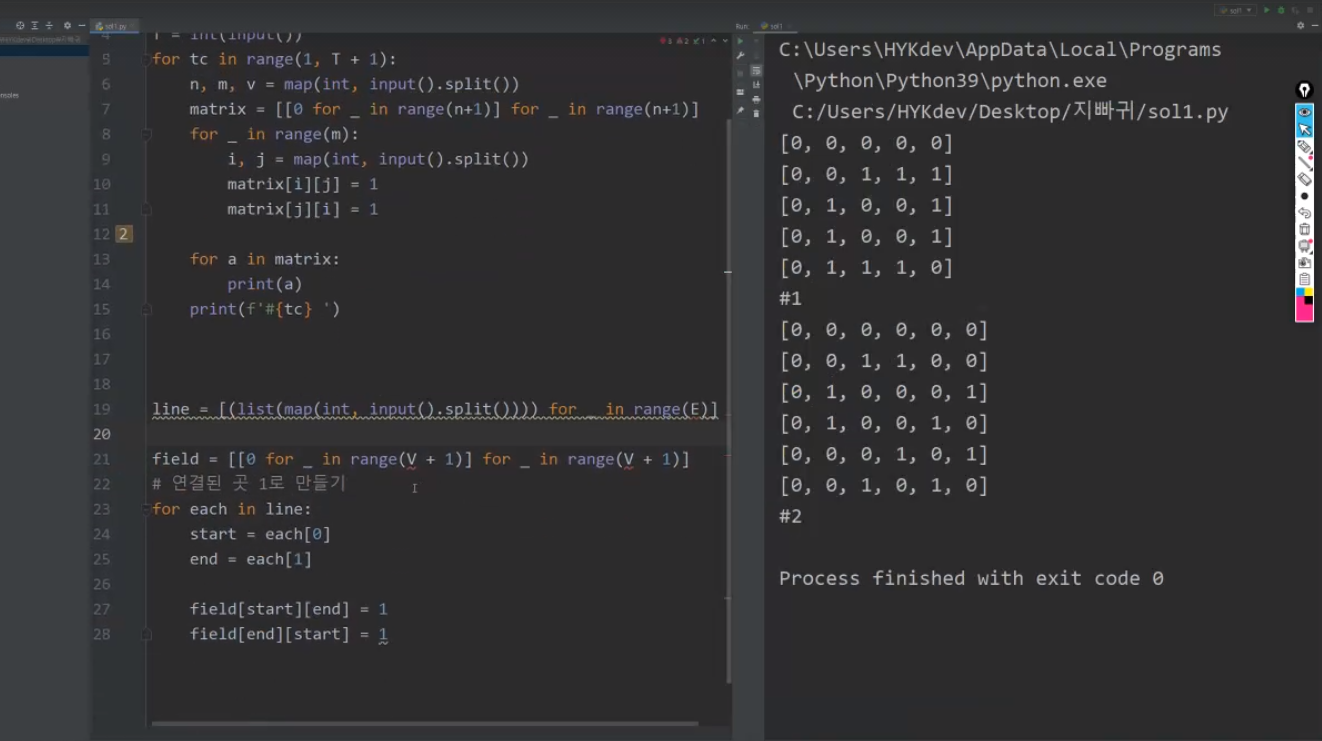 sol1
sol1.py
Run:
sol1
4
T = int(input())
5
for tc in range(1, T + 1):
6
n, m, v = map(int, input().split())
7
matrix = [[0 for _ in range(n+1)] for _ in range(n+1)]
8
for _ in range(m):
9
i, j = map(int, input().split())
10
matrix[i][j] = 1
11
matrix[j][i] = 1
12
2
13
for a in matrix:
14
print(a)
15
print(f'#{tc} ')
16
17
18
19
line = [(list(map(int, input().split()))) for _ in range(E)]
20
21
field = [[0 for _ in range(V + 1)] for _ in range(V + 1)]
22
# 연결된 곳 1로 만들기
23
for each in line:
24
start = each[0]
25
end = each[1]
26
27
field[start][end] = 1
28
field[end][start] = 1
C:\Users\HYKdev\AppData\Local\Programs
\Python\Python39\python.exe
C:/Users/HYKdev/Desktop/지빠귀/sol1.py
[0, 0, 0, 0, 0]
[0, 0, 1, 1, 1]
[0, 1, 0, 0, 1]
[0, 1, 0, 0, 1]
[0, 1, 1, 1, 0]
#1
[0, 0, 0, 0, 0, 0]
[0, 0, 1, 1, 0, 0]
[0, 1, 0, 0, 0, 1]
[0, 1, 0, 0, 1, 0]
[0, 0, 0, 1, 0, 1]
[0, 0, 1, 0, 1, 0]
#2
Process finished with exit code 0